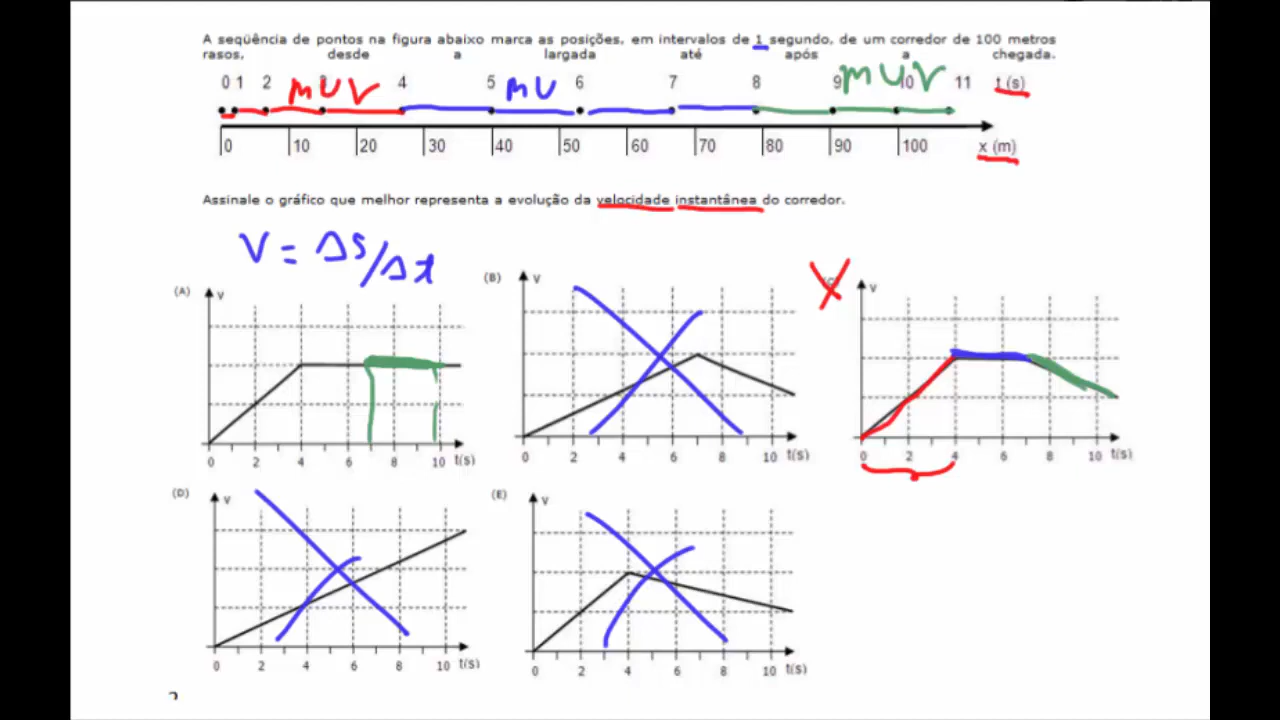 A seqüência de pontos na figura abaixo marca as posições, em intervalos de 1 segundo, de um corredor de 100 metros
rasos, desde a largada até após a chegada.
MUV MU MUV
0 1 2 3 4 5 6 7 8 9 10 11 t (s)
0 10 20 30 40 50 60 70 80 90 100 x (m)
Assinale o gráfico que melhor representa a evolução da velocidade instantânea do corredor.
V = ΔS/Δt
(A) v
0 2 4 6 8 10 t(s)
(B) v
0 2 4 6 8 10 t(s)
v
0 2 4 6 8 10 t(s)
(D) v
0 2 4 6 8 10 t(s)
(E) v
0 2 4 6 8 10 t(s)